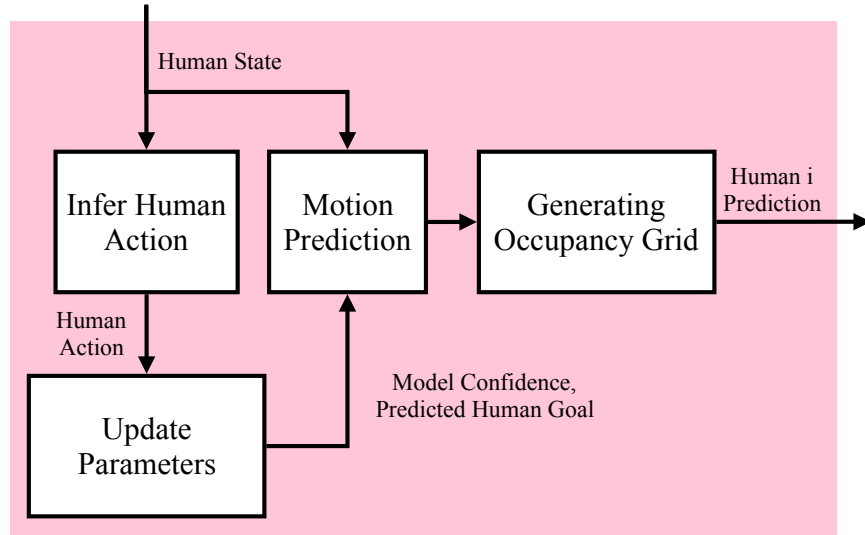 Human State
Infer Human
Action
Motion
Prediction
Generating
Occupancy Grid
Human i
Prediction
Human
Action
Model Confidence,
Predicted Human Goal
Update
Parameters